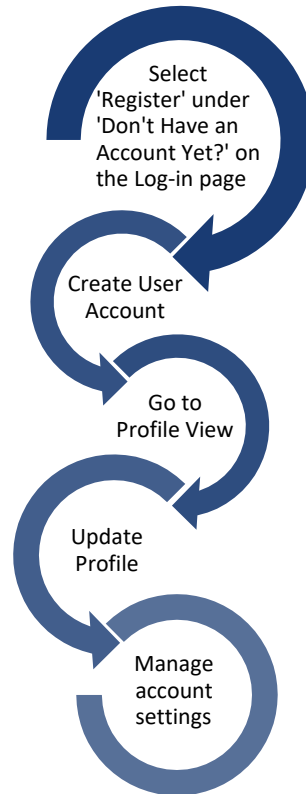 Select
'Register' under
'Don't Have an
Account Yet?' on
the Log-in page
Create User
Account
Go to
Profile View
Update
Profile
Manage
account
settings